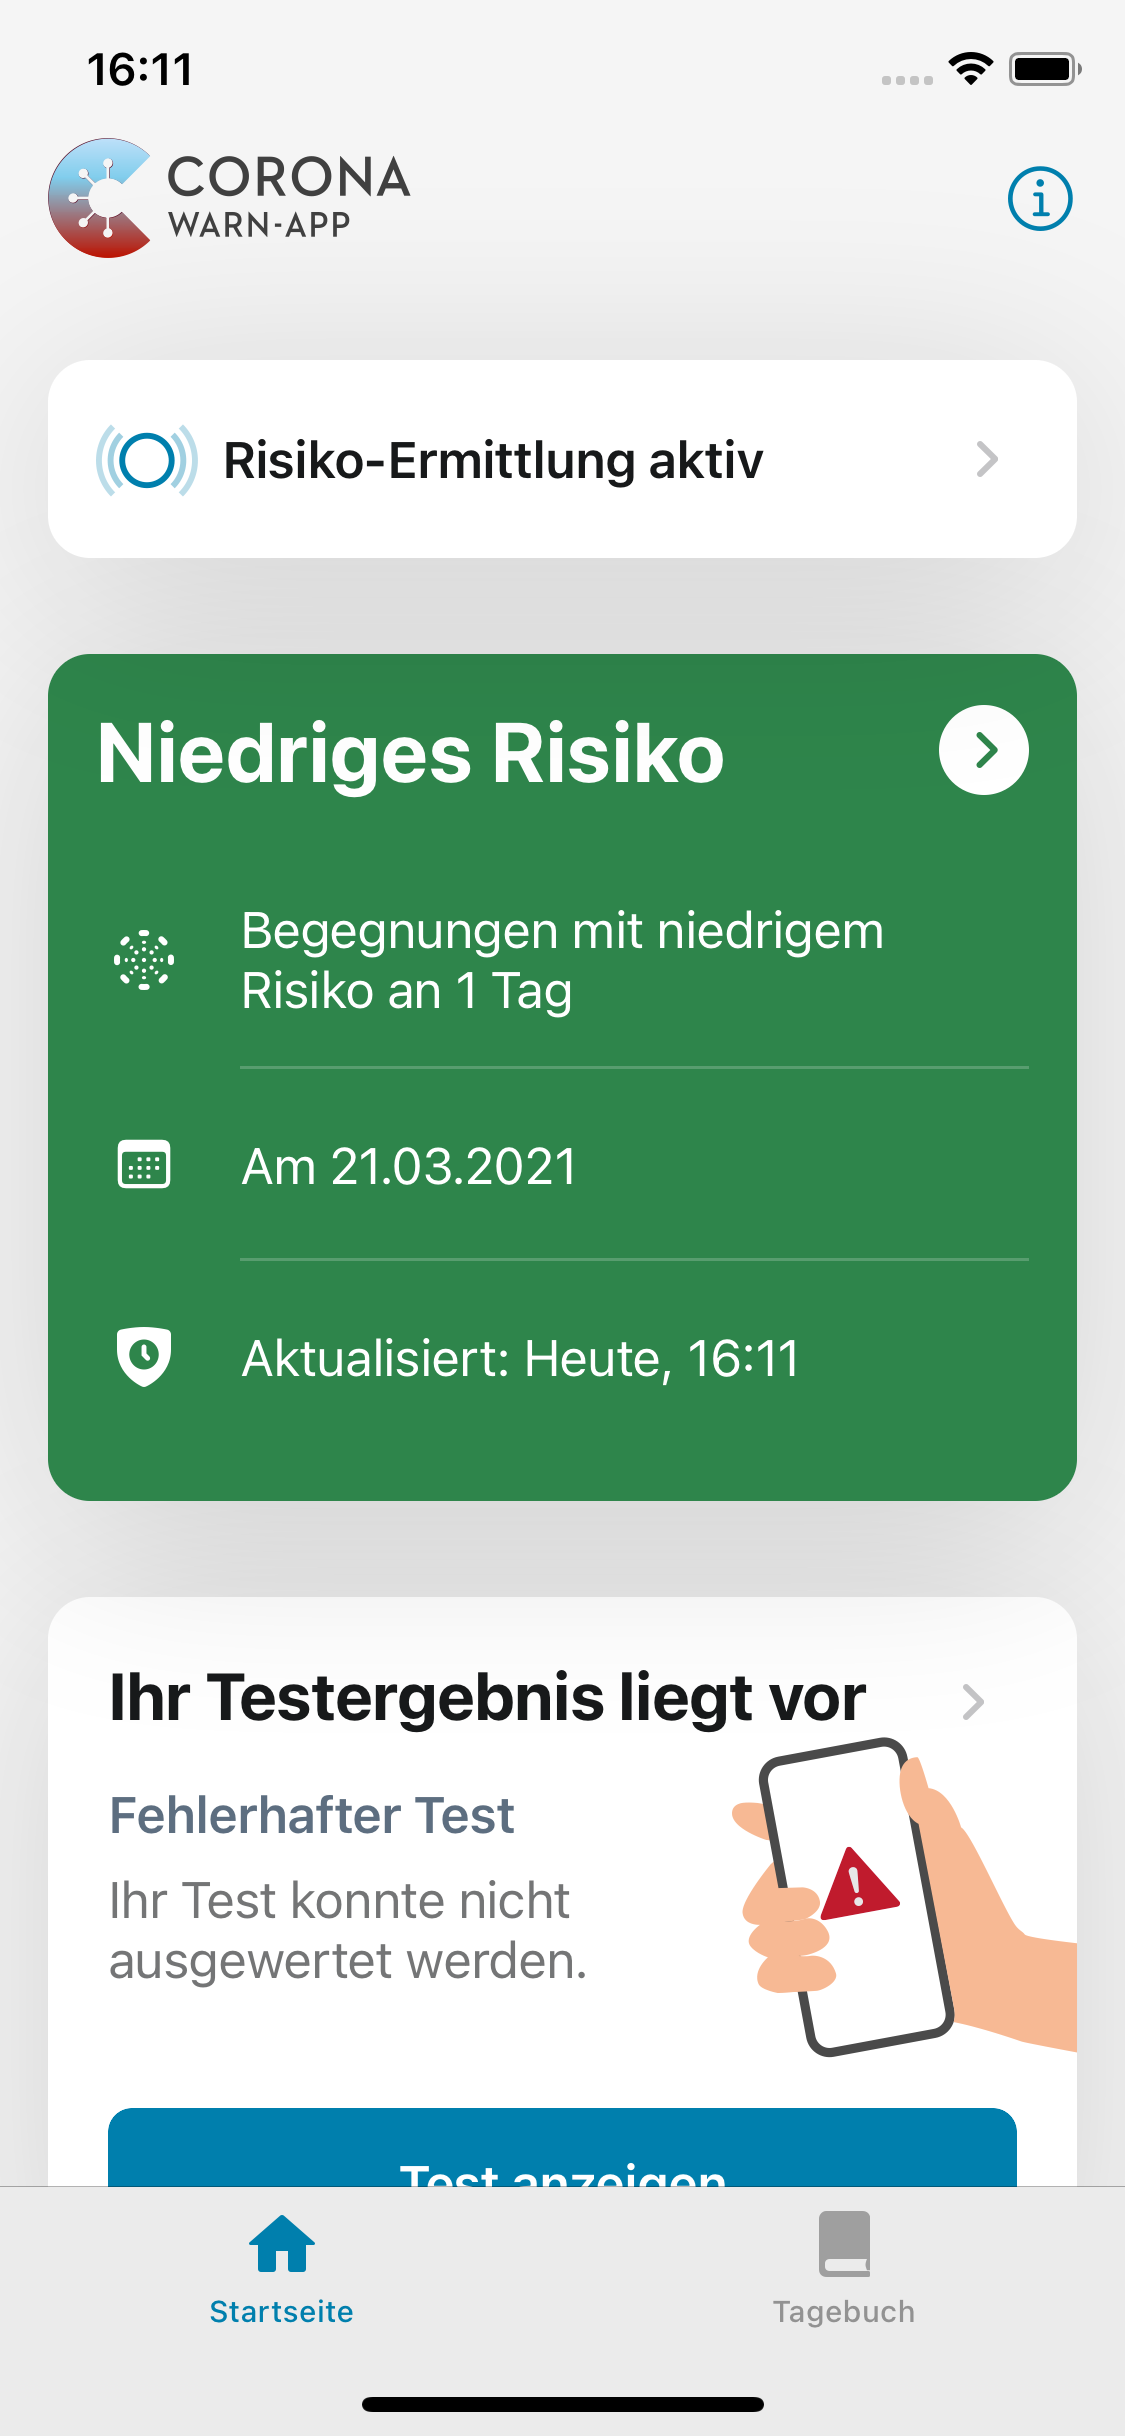 16:11
CORONA
WARN-APP
Risiko-Ermittlung aktiv
Niedriges Risiko
Begegnungen mit niedrigem
Risiko an 1 Tag
Am 21.03.2021
Aktualisiert: Heute, 16:11
Ihr Testergebnis liegt vor
Fehlerhafter Test
Ihr Test konnte nicht
ausgewertet werden.
Test anzeigen
Startseite
Tagebuch